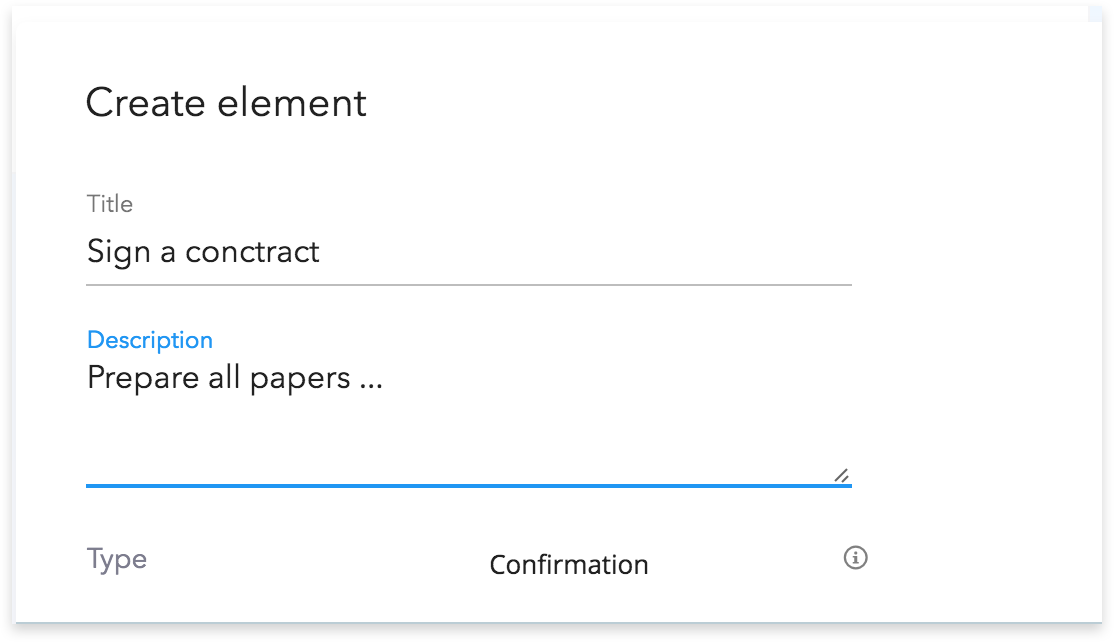 Create element
Title
Sign a conctract
Description
Prepare all papers ...
Type Confirmation